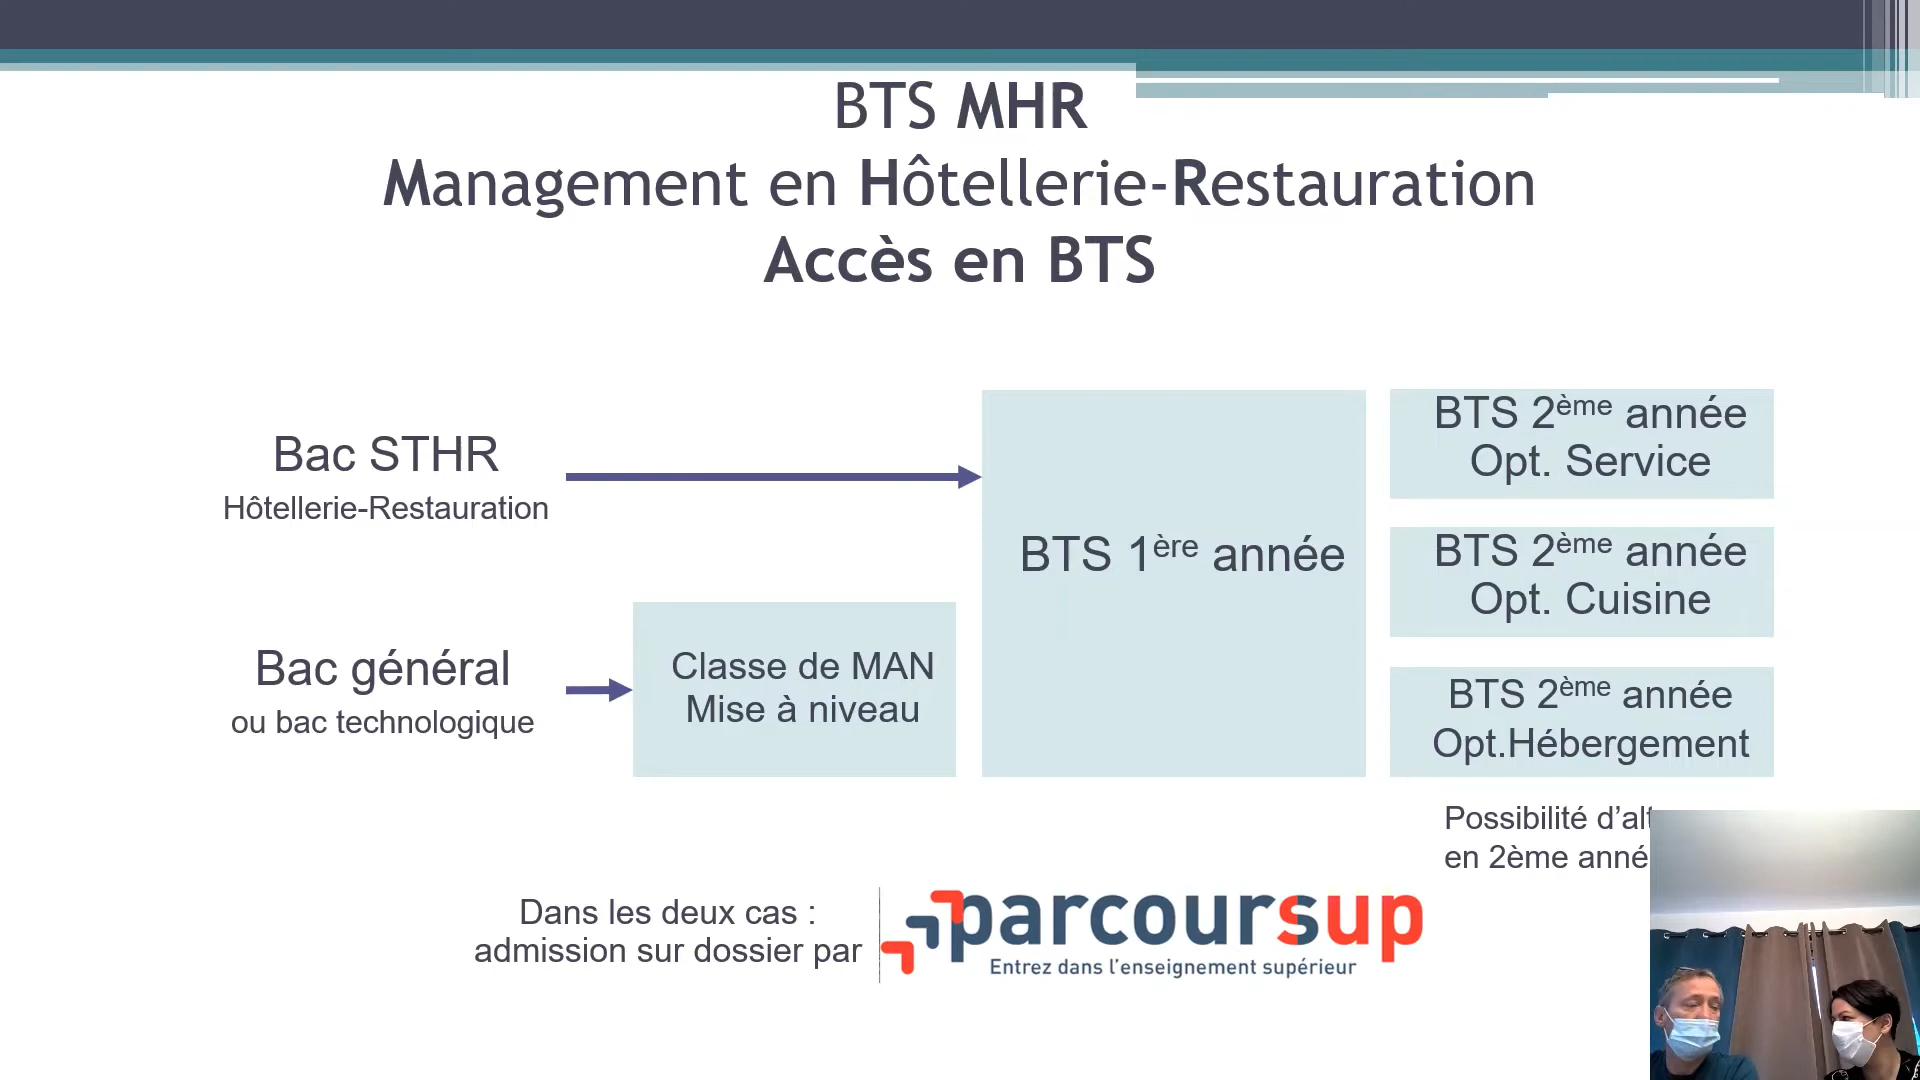 BTS MHR
Management en Hôtellerie-Restauration
Accès en BTS
Bac STHR
Hôtellerie-Restauration
Bac général
ou bac technologique
Classe de MAN
Mise à niveau
BTS 1ère année
BTS 2ème année
Opt. Service
BTS 2ème année
Opt. Cuisine
BTS 2ème année
Opt.Hébergement
Possibilité
en 2ème
Dans les deux cas :
admission sur dossier par
parcoursup
Entrez dans l'enseignement supérieur